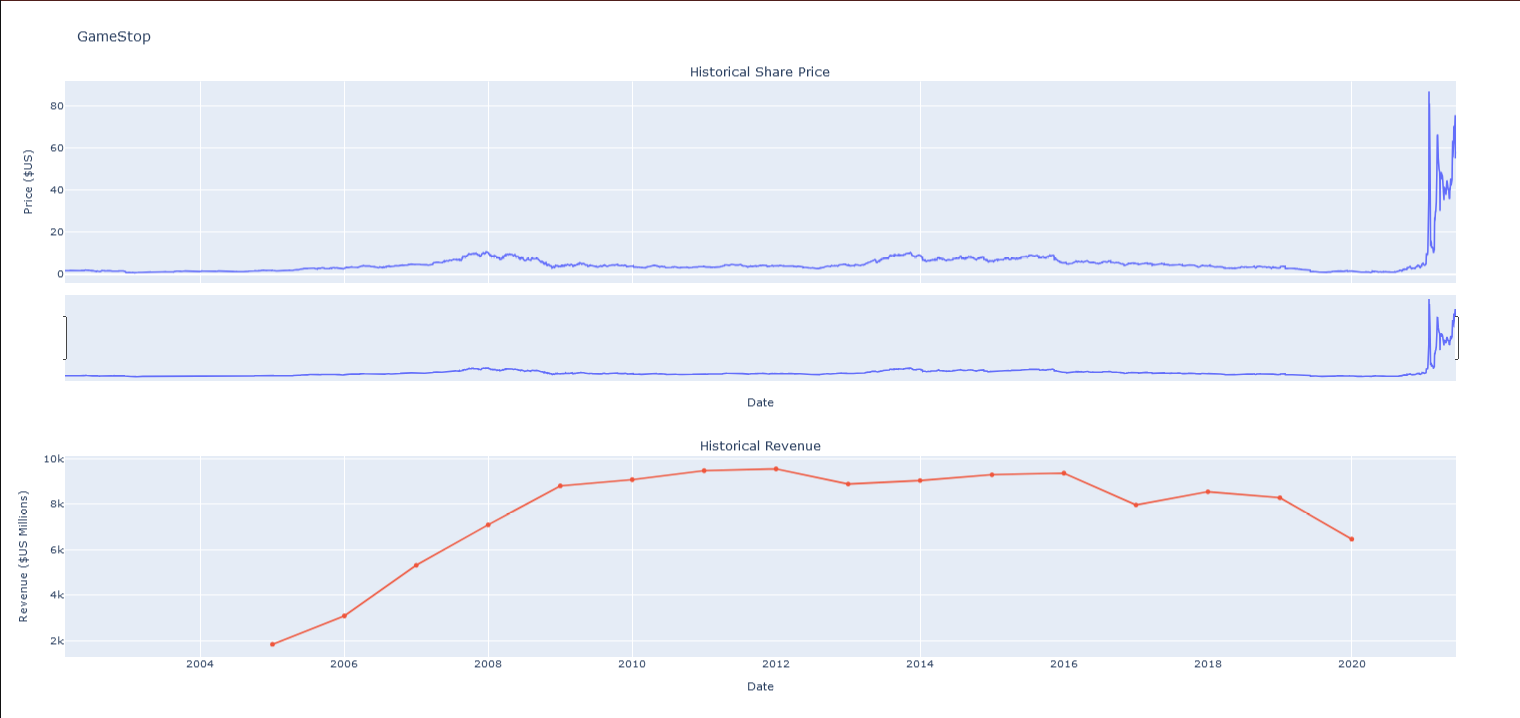 GameStop
Historical Share Price
Price ($US)
80
60
40
20
0
Date
Historical Revenue
Revenue ($US Millions)
10k
8k
6k
4k
2k
2004 2006 2008 2010 2012 2014 2016 2018 2020
Date